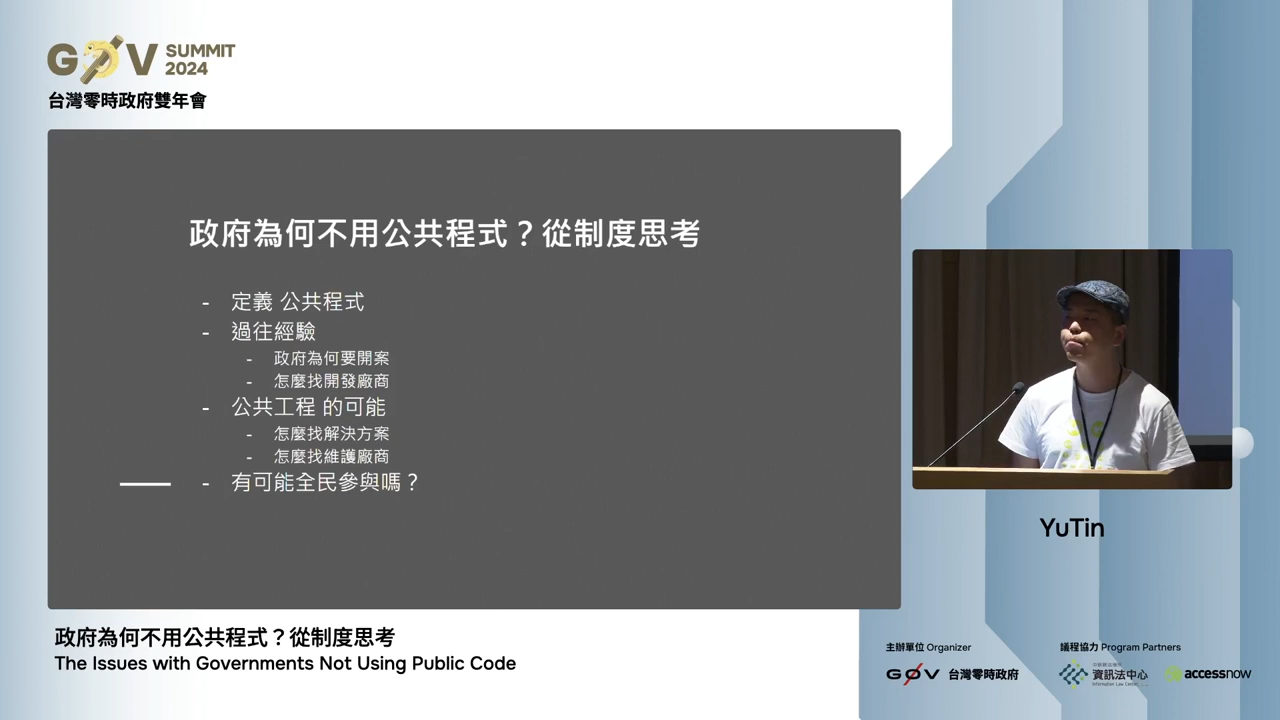 G0V SUMMIT 2024
台灣零時政府雙年會
政府為何不用公共程式？從制度思考
- 定義 公共程式
- 過往經驗
- 政府為何要開案
- 怎麼找開發廠商
- 公共工程 的可能
- 怎麼找解決方案
- 怎麼找維護廠商
- 有可能全民參與嗎？
YuTin
政府為何不用公共程式？從制度思考
The Issues with Governments Not Using Public Code
主辦單位 Organizer
G0V 台灣零時政府
議程協力 Program Partners
資訊法中心
Information Law Center
accessnow